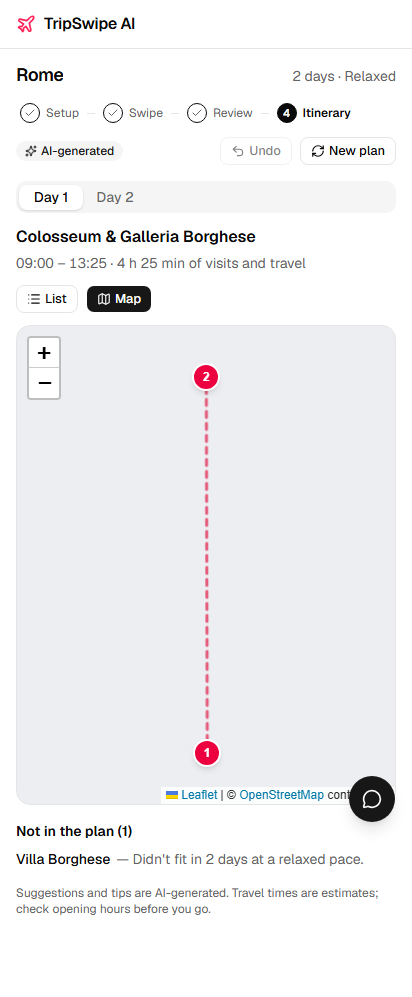 TripSwipe AI
Rome
2 days · Relaxed
Setup
Swipe
Review
4 Itinerary
AI-generated
Undo
New plan
Day 1
Day 2
Colosseum & Galleria Borghese
09:00 – 13:25 · 4 h 25 min of visits and travel
List
Map
+
−
2
1
Leaflet | © OpenStreetMap cont
Not in the plan (1)
Villa Borghese — Didn't fit in 2 days at a relaxed pace.
Suggestions and tips are AI-generated. Travel times are estimates;
check opening hours before you go.